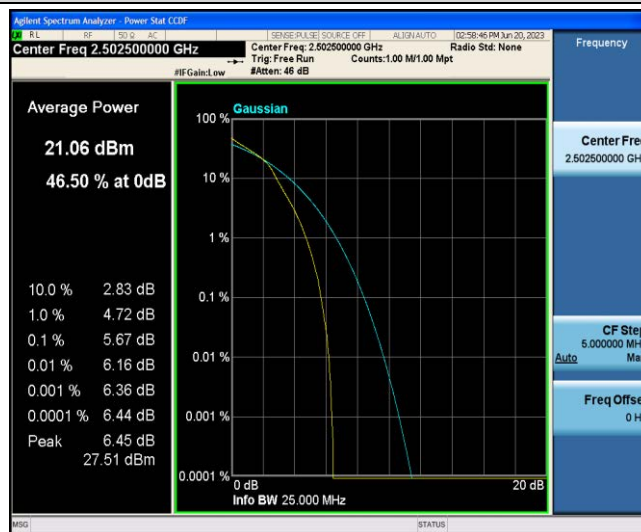 Agilent Spectrum Analyzer - Power Stat CCDF
RL RF 50 Ω AC SENSE:PULSE SOURCE OFF ALIGNAUTO 02:58:46 PM Jun 20, 2023
Center Freq 2.502500000 GHz
Center Freq: 2.502500000 GHz Radio Std: None
Trig: Free Run Counts:1.00 M/1.00 Mpt
#IFGain:Low #Atten: 46 dB
Frequency
Average Power
21.06 dBm
46.50 % at 0dB
10.0 % 2.83 dB
1.0 % 4.72 dB
0.1 % 5.67 dB
0.01 % 6.16 dB
0.001 % 6.36 dB
0.0001 % 6.44 dB
Peak 6.45 dB
27.51 dBm
Gaussian
100 %
10 %
1 %
0.1 %
0.01 %
0.001 %
0.0001 %
0 dB 20 dB
Info BW 25.000 MHz
Center Fre
2.502500000 GH
CF Step
5.000000 MH
Auto Ma
Freq Offse
0 H
MSG STATUS